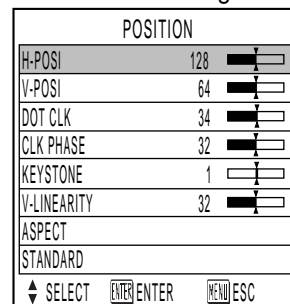 POSITION
H-POSI 128
V-POSI 64
DOT CLK 34
CLK PHASE 32
KEYSTONE 1
V-LINEARITY 32
ASPECT
STANDARD
SELECT ENTER ENTER MENU ESC